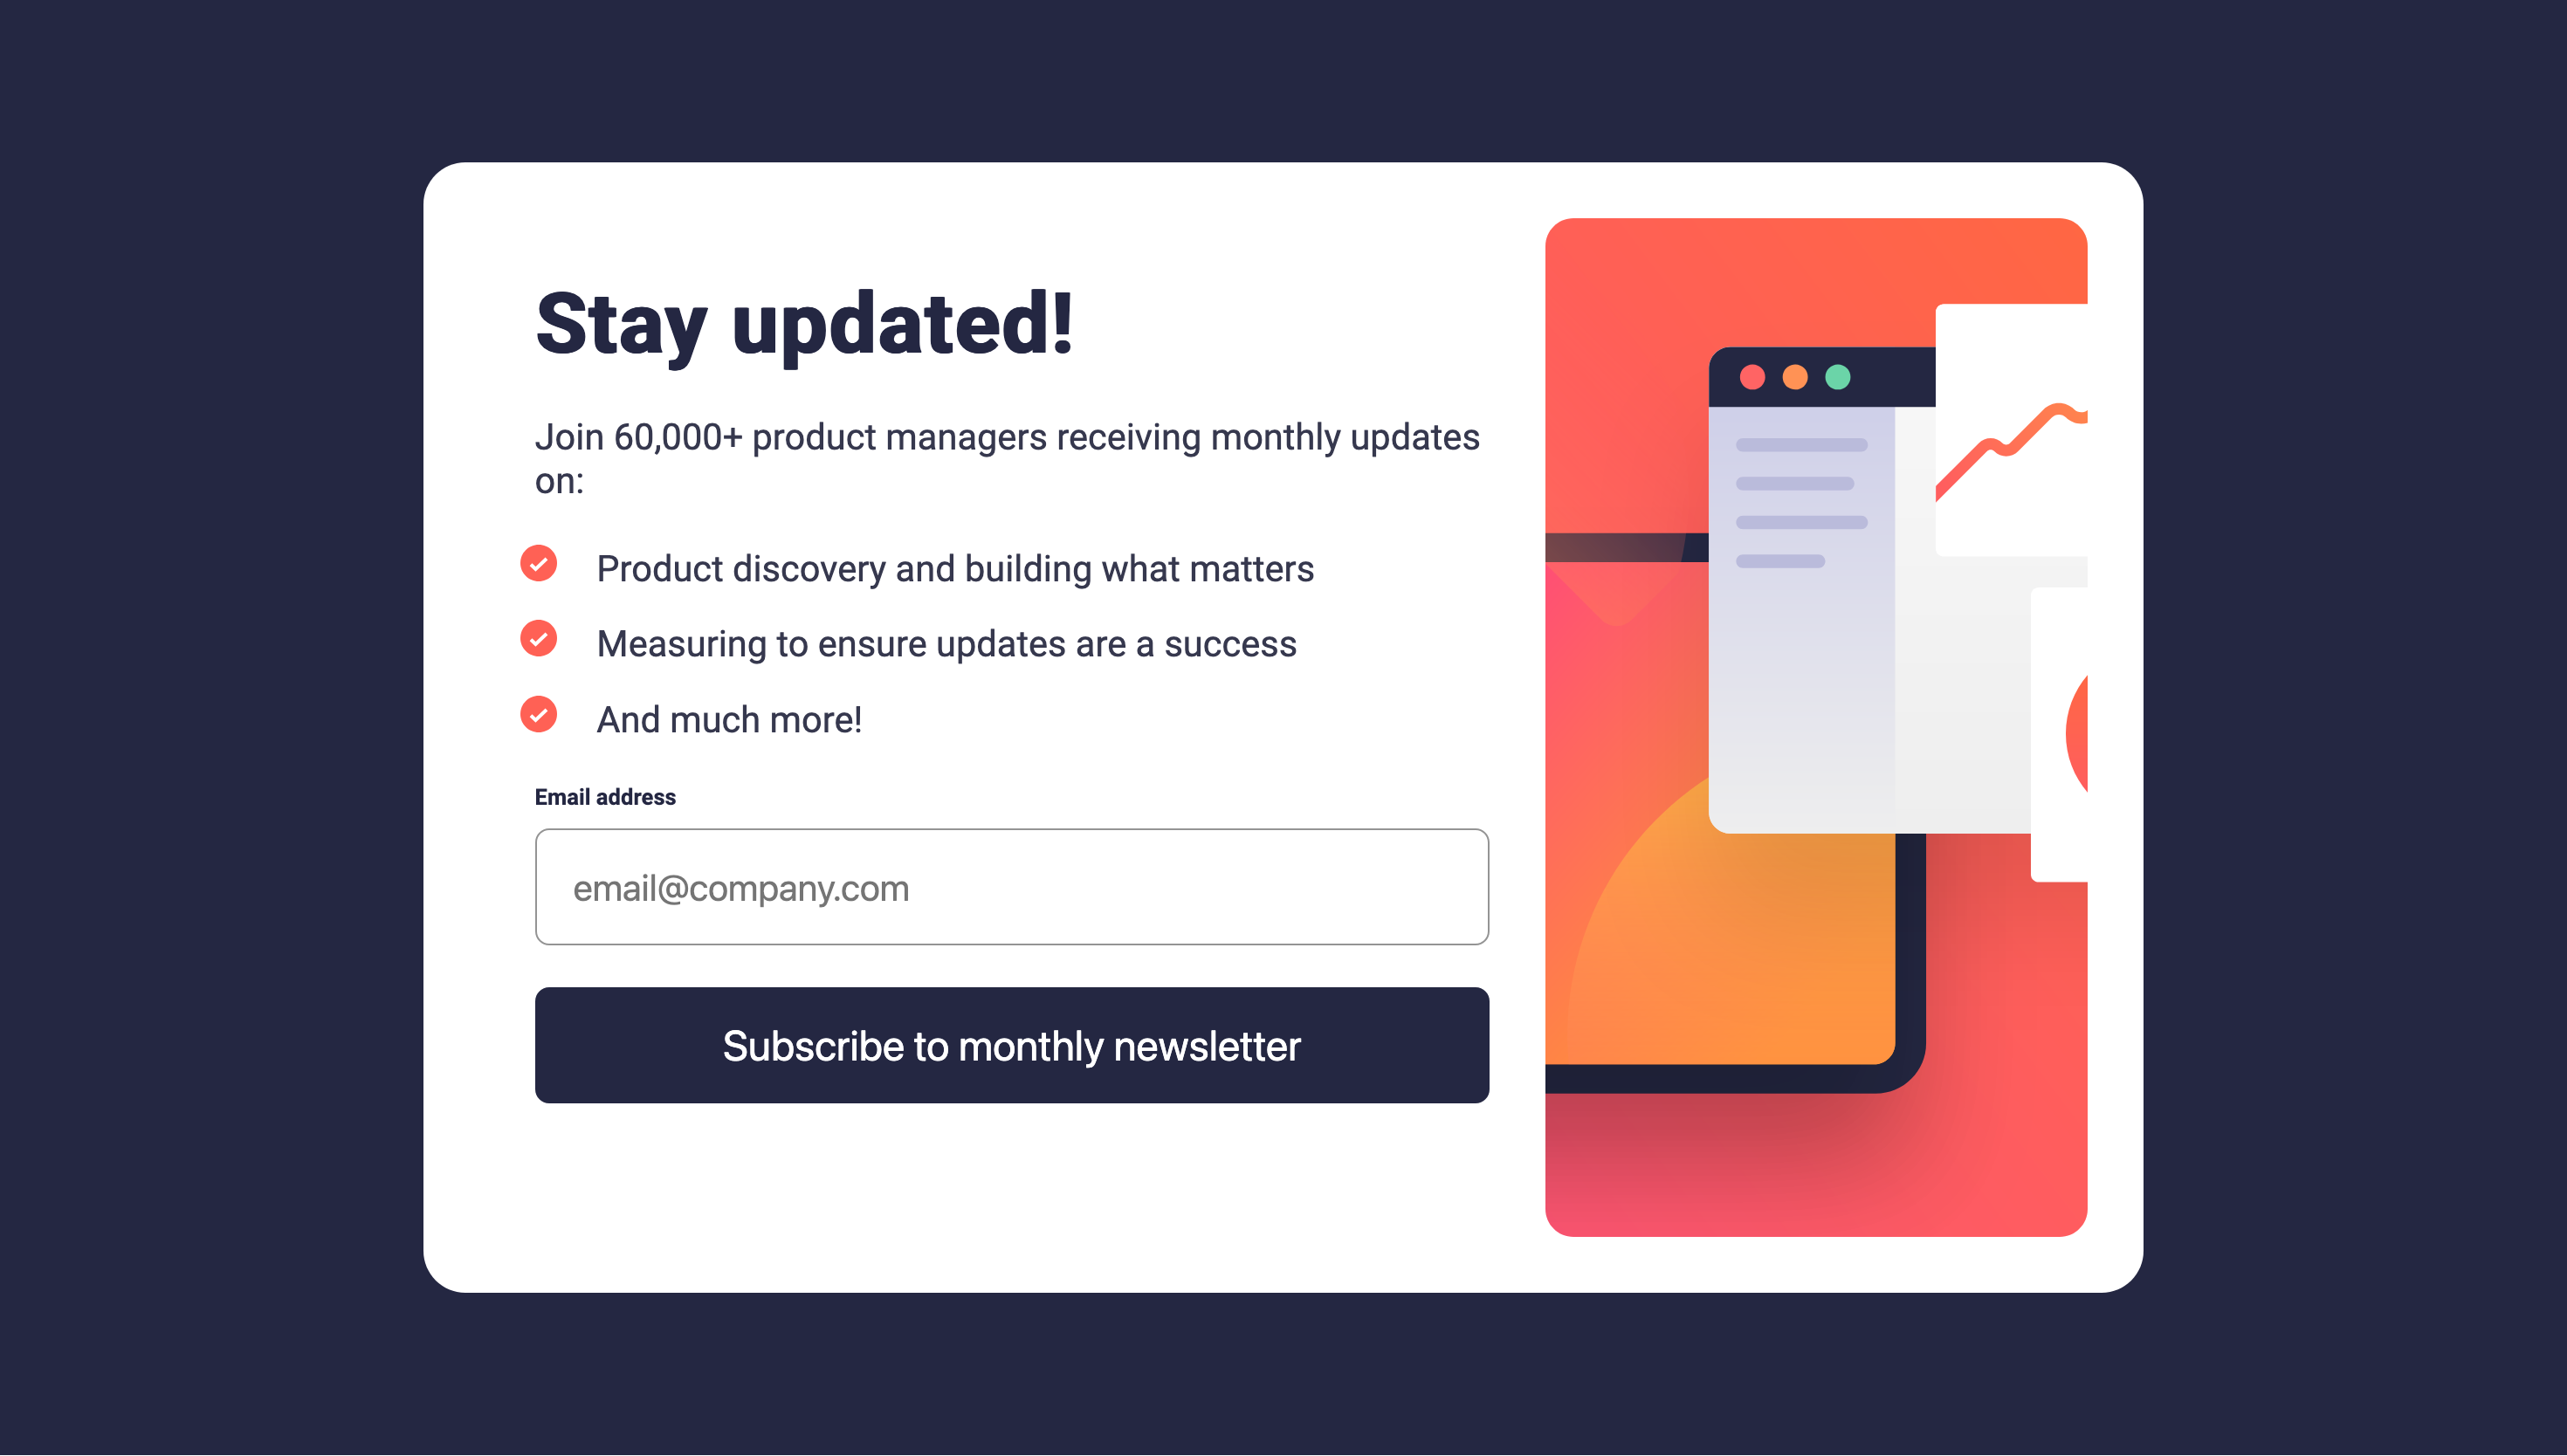 Stay updated!
Join 60,000+ product managers receiving monthly updates
on:
Product discovery and building what matters
Measuring to ensure updates are a success
And much more!
Email address
email@company.com
Subscribe to monthly newsletter